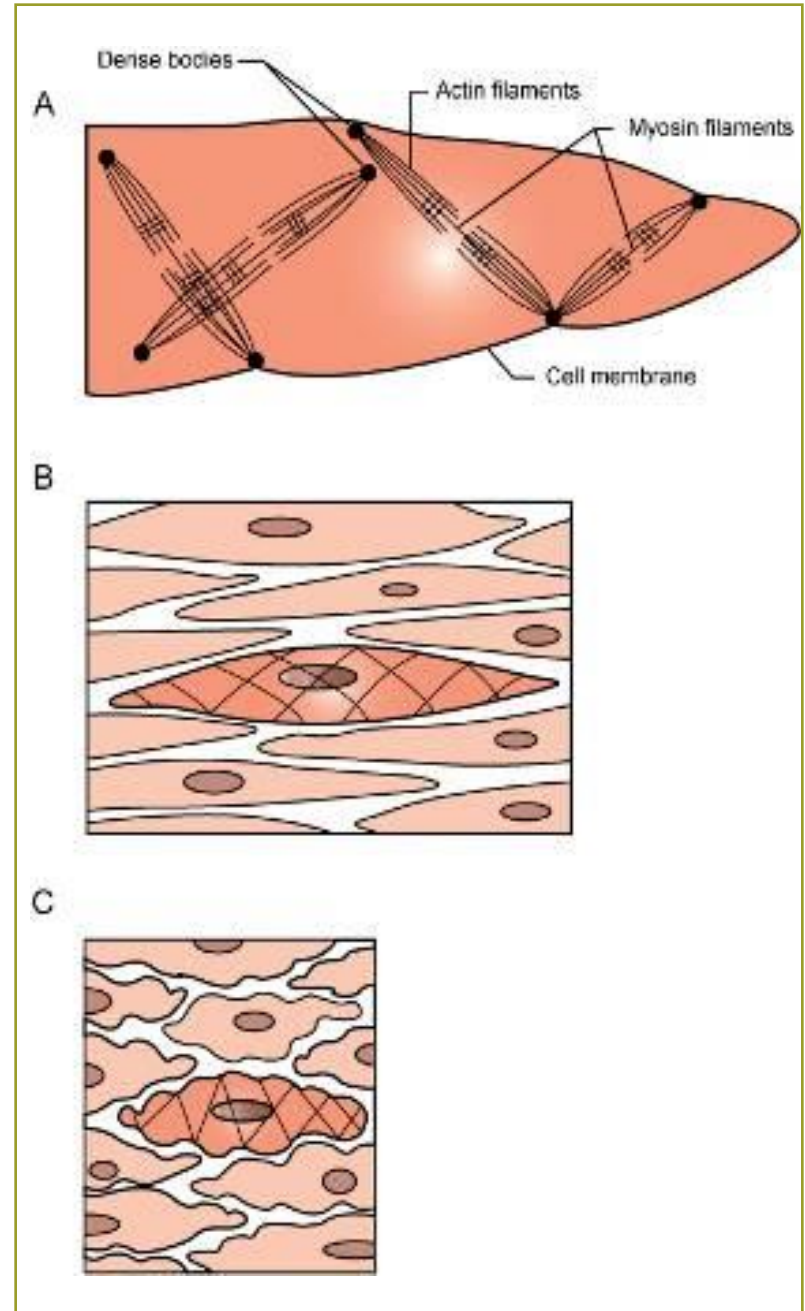 Dense bodies
A
Actin filaments
Myosin filaments
Cell membrane
B
C